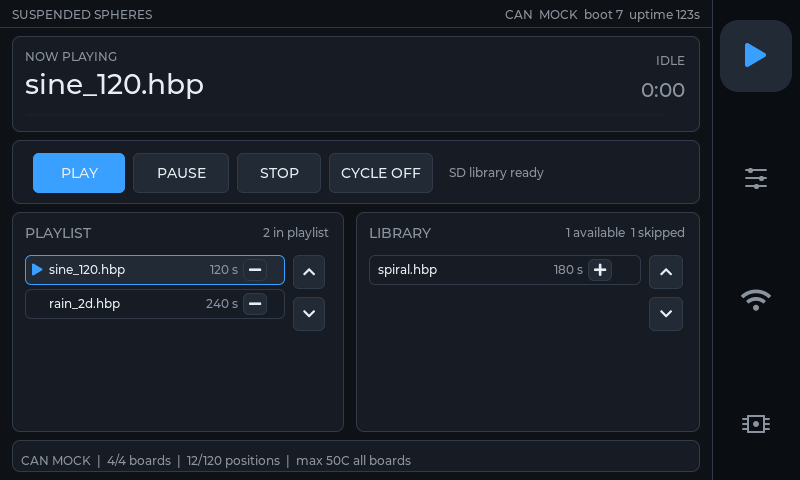 SUSPENDED SPHERES
CAN MOCK boot 7 uptime 123s
NOW PLAYING
IDLE
sine_120.hbp
0:00
PLAY
PAUSE
STOP
CYCLE OFF
SD library ready
PLAYLIST
2 in playlist
sine_120.hbp 120 s
rain_2d.hbp 240 s
LIBRARY
1 available 1 skipped
spiral.hbp 180 s
CAN MOCK | 4/4 boards | 12/120 positions | max 50C all boards